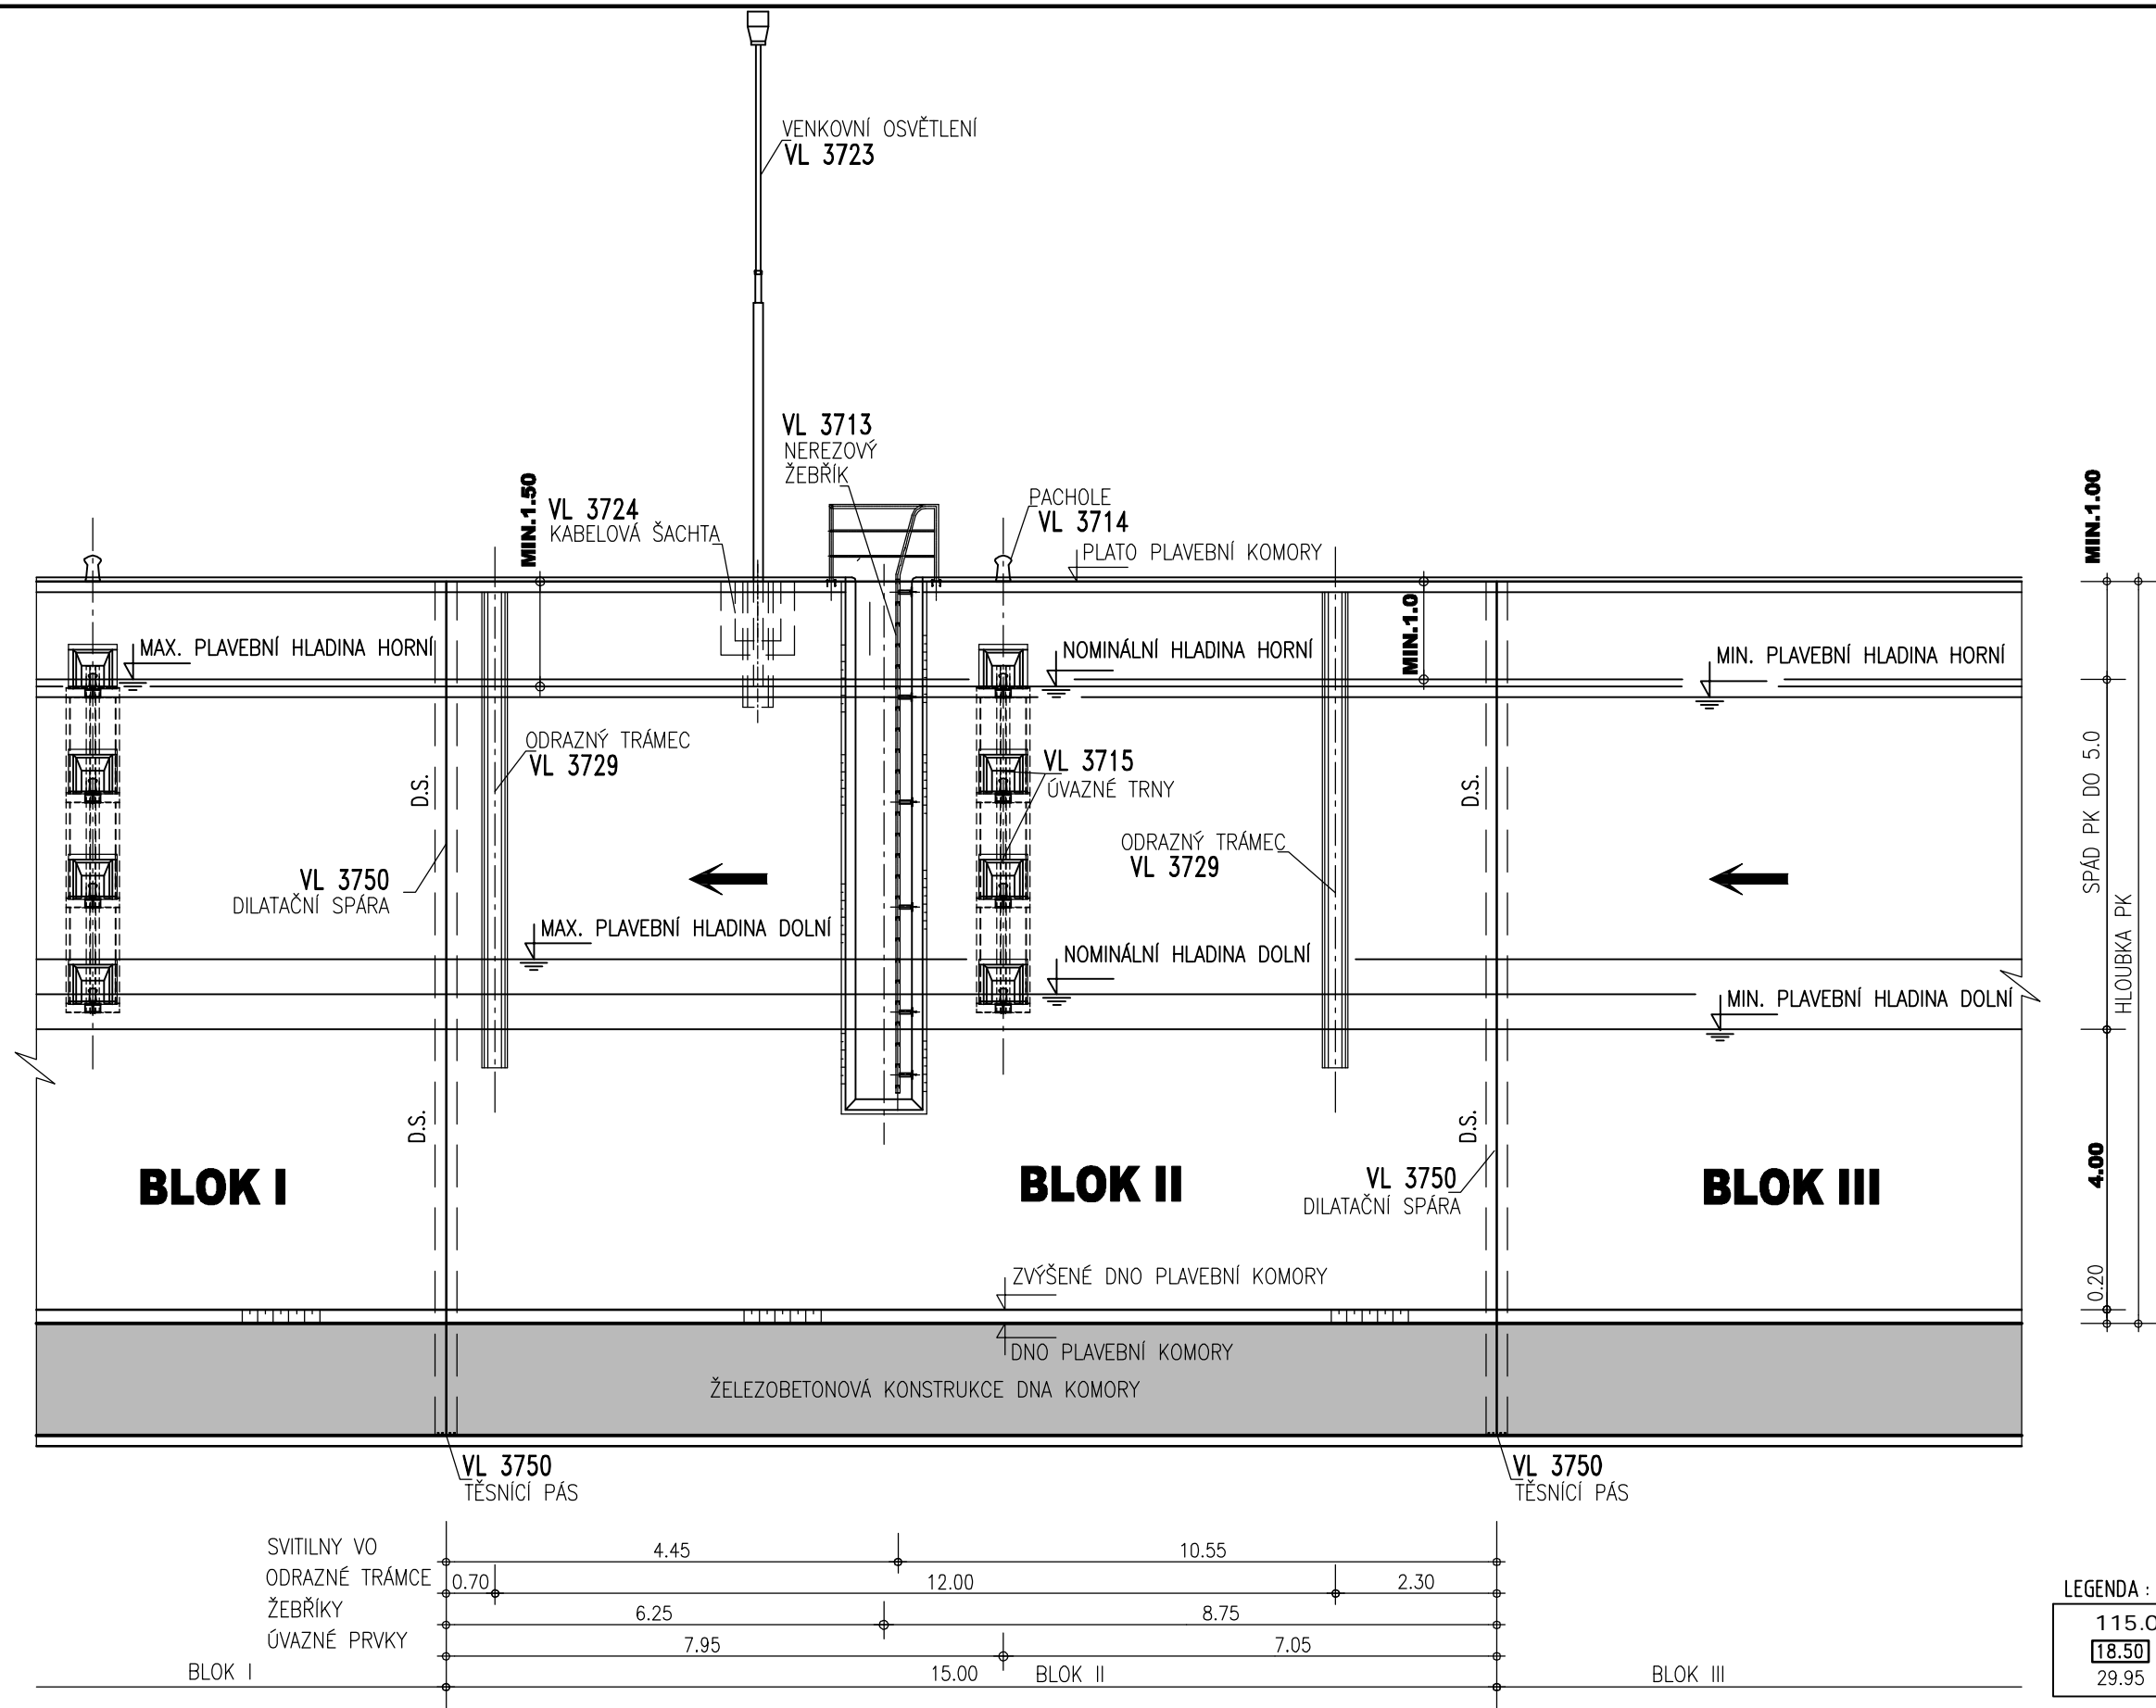 VENKOVNÍ OSVĚTLENÍ
VL 3723
VL 3713
NEREZOVÝ
ŽEBŘÍK
MIN.1.50
VL 3724
KABELOVÁ ŠACHTA
PACHOLE
VL 3714
PLATO PLAVEBNÍ KOMORY
MIN.1.00
MAX. PLAVEBNÍ HLADINA HORNÍ
NOMINÁLNÍ HLADINA HORNÍ
MIN.1.0
MIN. PLAVEBNÍ HLADINA HORNÍ
ODRAZNÝ TRÁMEC
VL 3729
D.S.
VL 3715
ÚVAZNÉ TRNY
D.S.
SPÁD PK DO 5.0
ODRAZNÝ TRÁMEC
VL 3729
VL 3750
DILATAČNÍ SPÁRA
HLOUBKA PK
MAX. PLAVEBNÍ HLADINA DOLNÍ
NOMINÁLNÍ HLADINA DOLNÍ
MIN. PLAVEBNÍ HLADINA DOLNÍ
D.S.
D.S.
BLOK I
BLOK II
VL 3750
DILATAČNÍ SPÁRA
BLOK III
4.00
ZVÝŠENÉ DNO PLAVEBNÍ KOMORY
0.20
DNO PLAVEBNÍ KOMORY
ŽELEZOBETONOVÁ KONSTRUKCE DNA KOMORY
VL 3750
TĚSNÍCÍ PÁS
VL 3750
TĚSNÍCÍ PÁS
SVITILNY VO 4.45 10.55
ODRAZNÉ TRÁMCE 0.70 12.00 2.30
ŽEBŘÍKY 6.25 8.75
ÚVAZNÉ PRVKY 7.95 7.05
BLOK I 15.00 BLOK II BLOK III
LEGENDA :
115.0
18.50
29.95